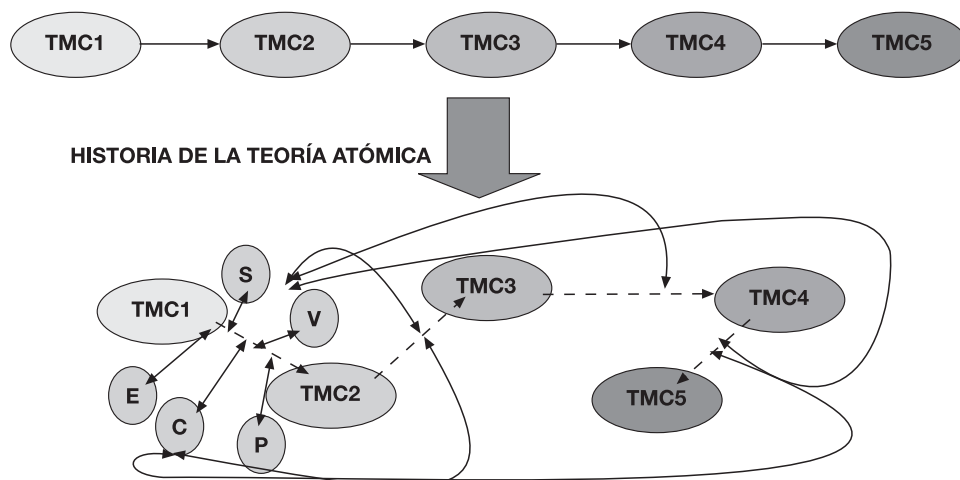 TMC1 TMC2 TMC3 TMC4 TMC5
HISTORIA DE LA TEORÍA ATÓMICA
S
TMC3
TMC4
TMC1
V
TMC2
TMC5
E
C
P